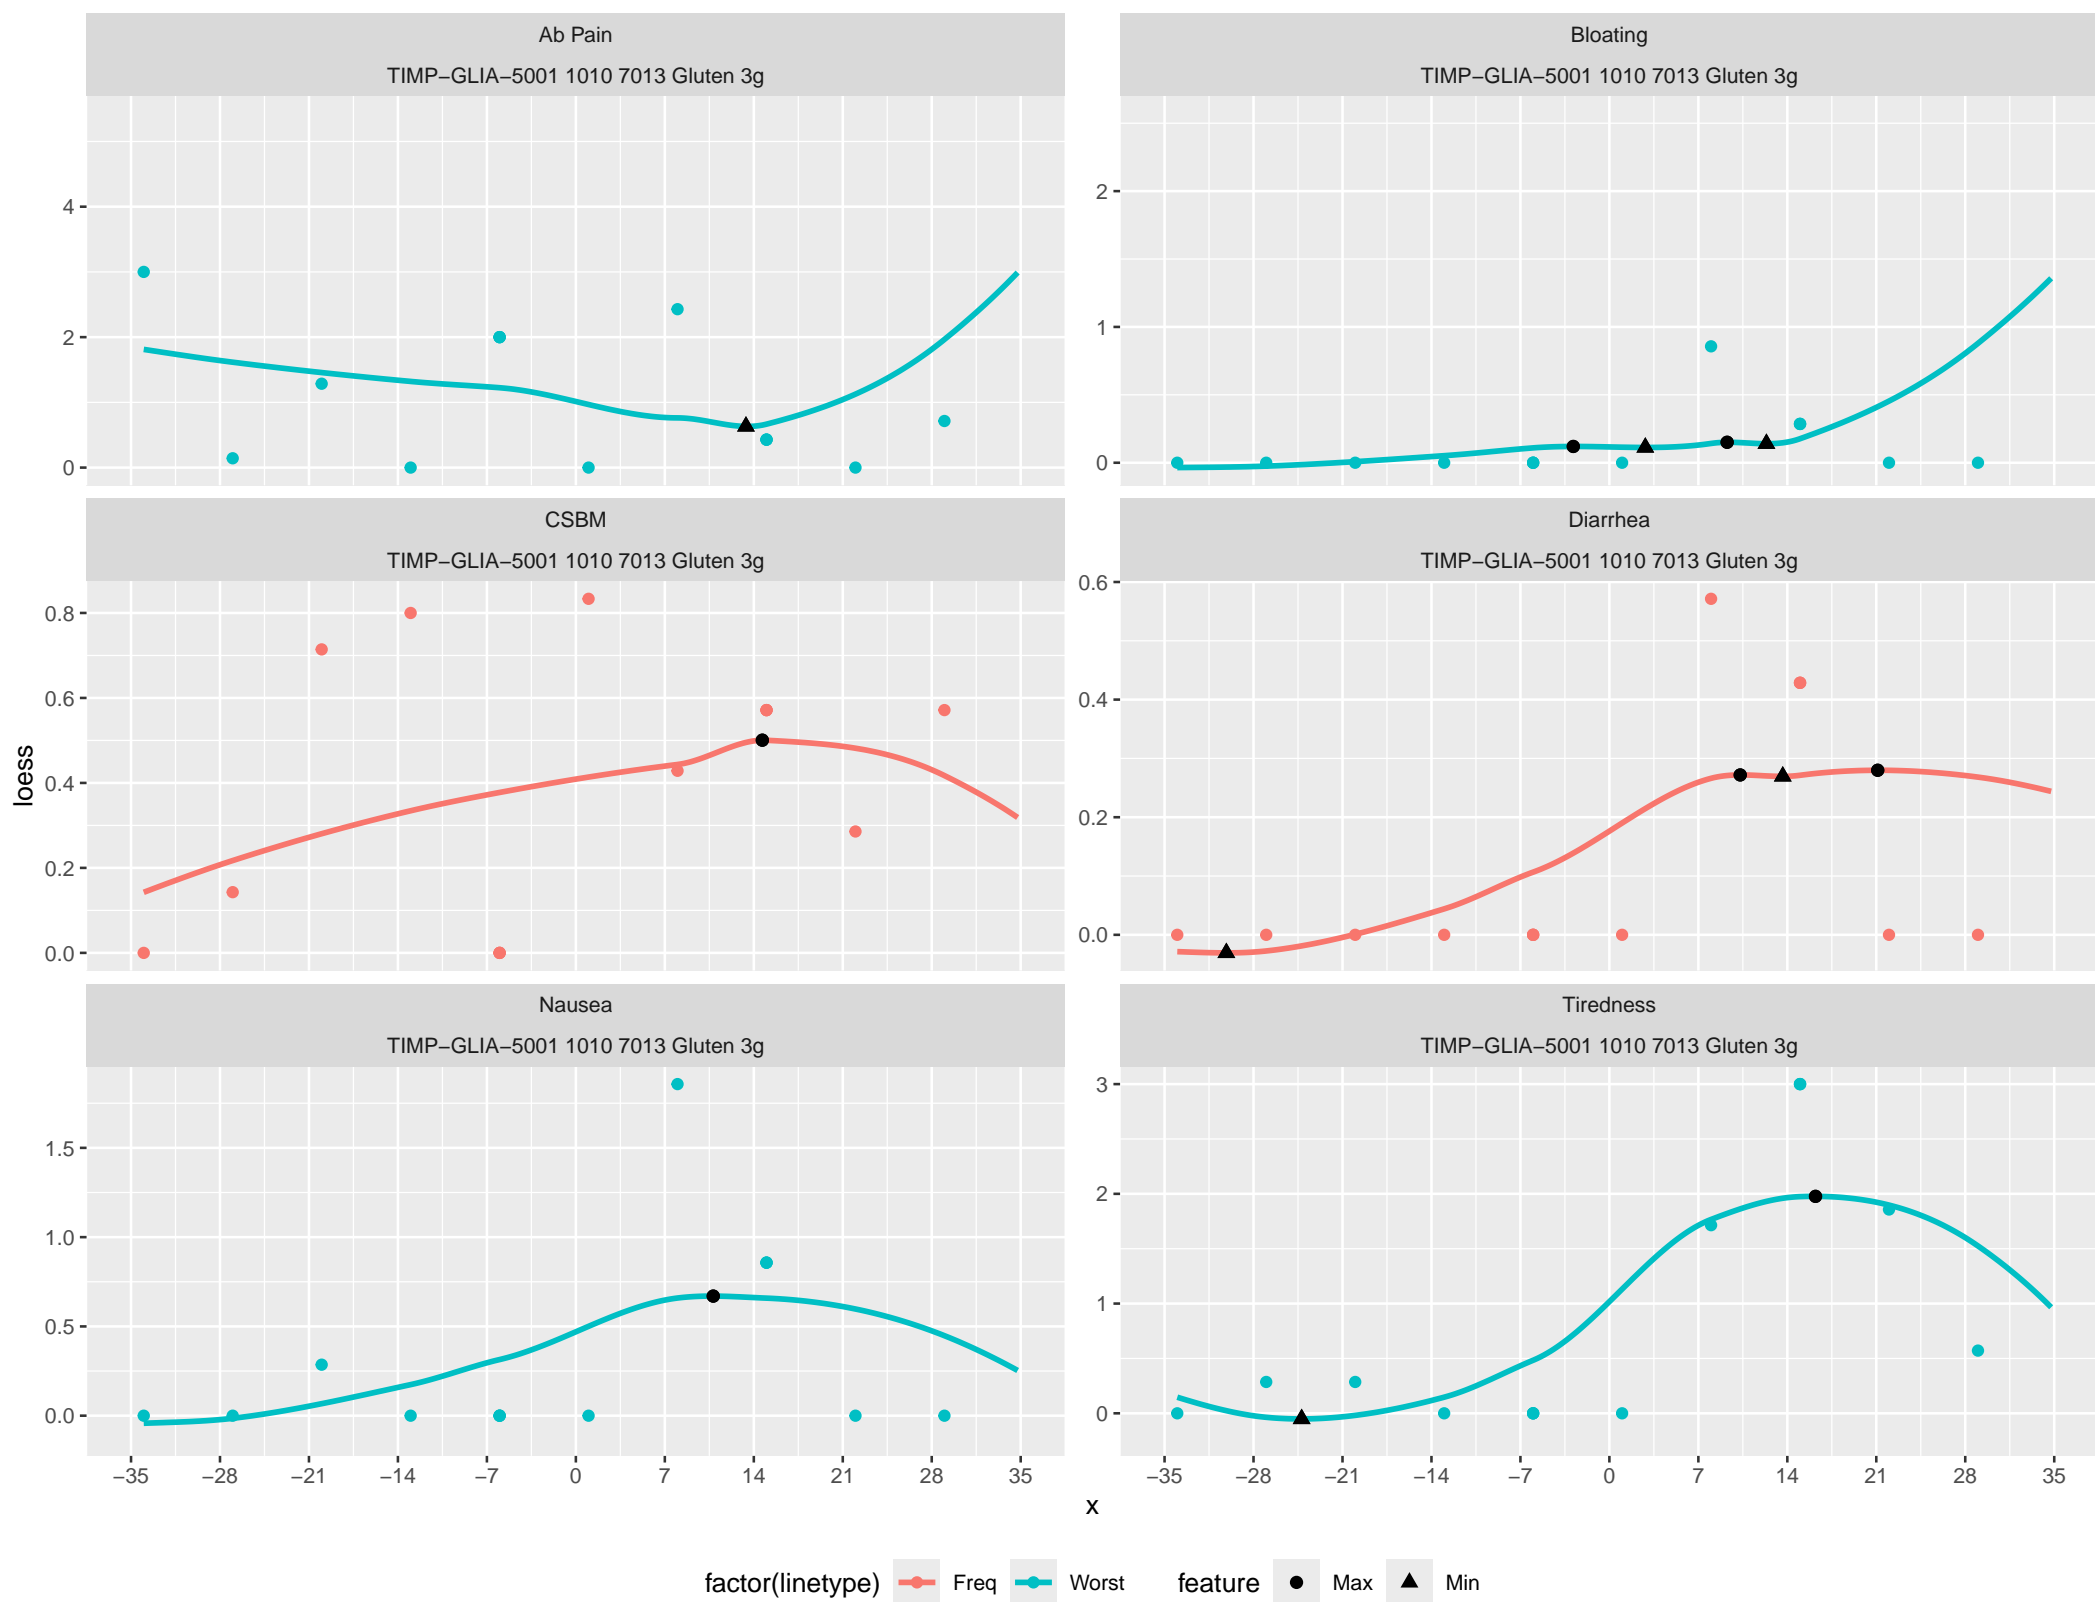 Ab Pain
TIMP−GLIA−5001 1010 7013 Gluten 3g
4
2
0
Bloating
TIMP−GLIA−5001 1010 7013 Gluten 3g
2
1
0
CSBM
TIMP−GLIA−5001 1010 7013 Gluten 3g
0.8
0.6
0.4
0.2
0.0
Diarrhea
TIMP−GLIA−5001 1010 7013 Gluten 3g
0.6
0.4
0.2
0.0
loess
Nausea
TIMP−GLIA−5001 1010 7013 Gluten 3g
1.5
1.0
0.5
0.0
−35 −28 −21 −14 −7 0 7 14 21 28 35
Tiredness
TIMP−GLIA−5001 1010 7013 Gluten 3g
3
2
1
0
−35 −28 −21 −14 −7 0 7 14 21 28 35
x
factor(linetype) Freq Worst feature Max Min